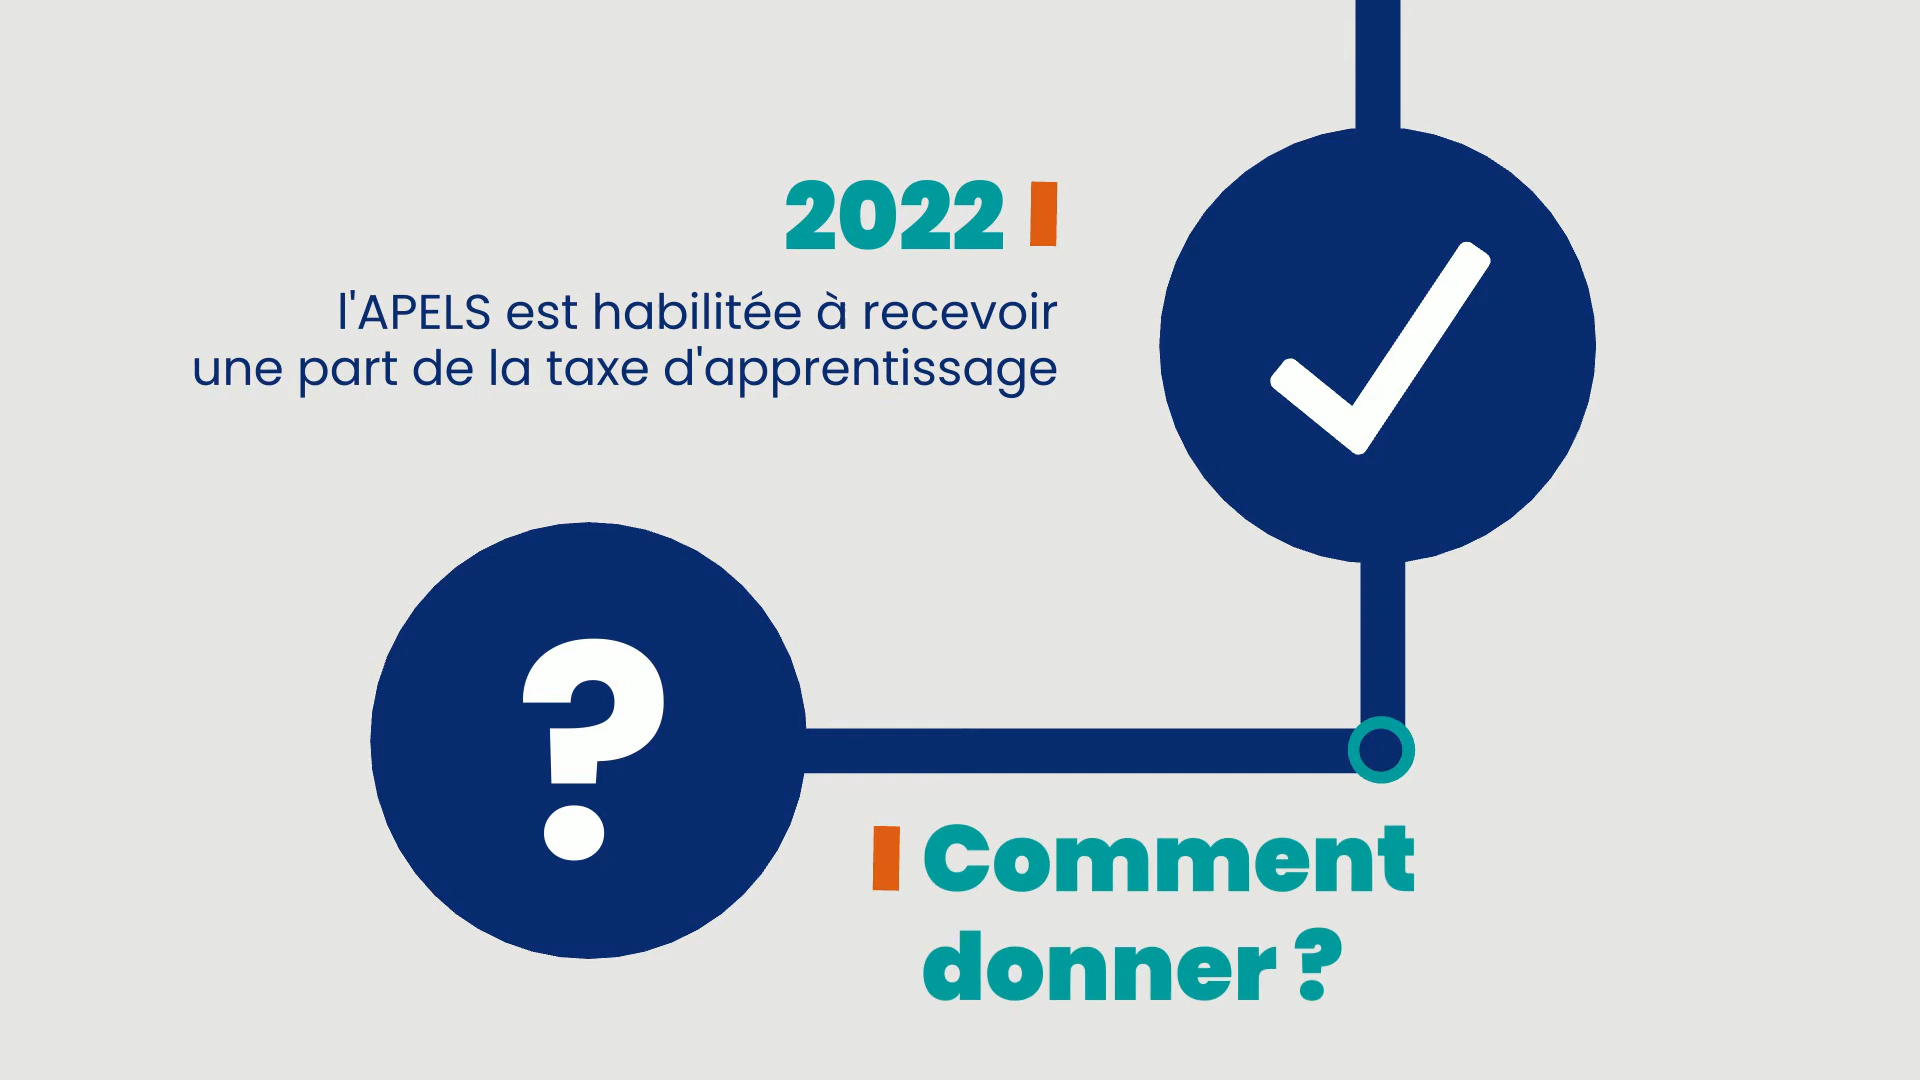 2022
l'APELS est habilitée à recevoir
une part de la taxe d'apprentissage
?
Comment
donner ?